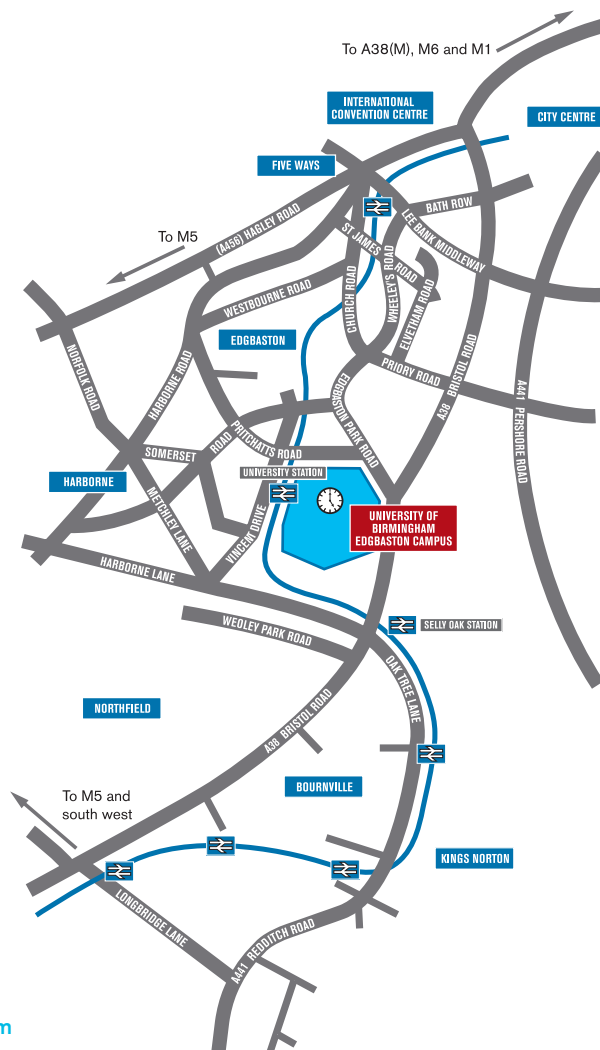 To A38(M), M6 and M1
INTERNATIONAL
CONVENTION CENTRE
CITY CENTRE
FIVE WAYS
BATH ROW
(A456) HAGLEY ROAD
To M5
ST JAMES ROAD
LEE BANK MIDDLEWAY
WESTBOURNE ROAD
CHURCH ROAD
WHEELEY'S ROAD
ELVETHAM ROAD
EDGBASTON
NORFOLK ROAD
HARBORNE ROAD
PRIORY ROAD
A38 BRISTOL ROAD
A441 PERSHORE ROAD
EDGBASTON PARK ROAD
PRITCHATTS ROAD
SOMERSET ROAD
UNIVERSITY STATION
HARBORNE
METCHLEY LANE
VINCENT DRIVE
UNIVERSITY OF
BIRMINGHAM
EDGBASTON CAMPUS
HARBORNE LANE
WEOLEY PARK ROAD
SELLY OAK STATION
OAK TREE LANE
NORTHFIELD
A38 BRISTOL ROAD
BOURNVILLE
To M5 and
south west
KINGS NORTON
LONGBRIDGE LANE
A441 REDDITCH ROAD
m